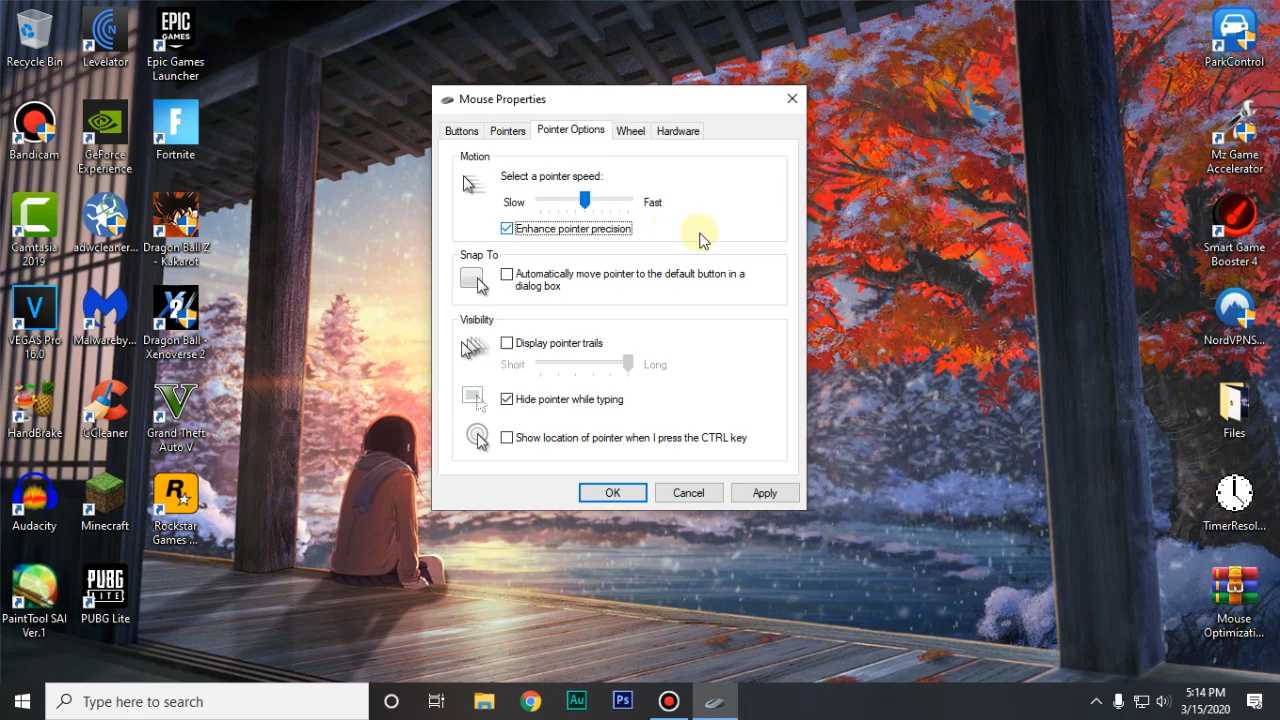 Recycle Bin
Levelator
EPIC
GAMES
Epic Games
Launcher
Bandicam
GeForce
Experience
F
Fortnite
Camtasia
2019
adwcleaner...
Dragon Ball Z
- Kakarot
V
VEGAS Pro
16.0
Malwareby...
2
Dragon Ball -
Xenoverse 2
HandBrake
CCleaner
V
Grand Theft
Auto V
Audacity
Minecraft
R
Rockstar
Games ...
PaintTool SAI
Ver.1
PUBG
LITE
PUBG Lite
Mouse Properties
Buttons
Pointers
Pointer Options
Wheel
Hardware
Motion
Select a pointer speed:
Slow
Fast
Enhance pointer precision
Snap To
Automatically move pointer to the default button in a
dialog box
Visibility
Display pointer trails
Short
Long
Hide pointer while typing
Show location of pointer when I press the CTRL key
OK
Cancel
Apply
ParkControl
Mz Game
Accelerator
Smart Game
Booster 4
NordVPNS...
Files
TimerResol...
Mouse
Optimizati...
Type here to search
Au
Ps
5:14 PM
3/15/2020